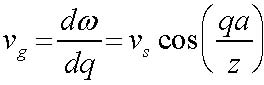 v_g = dω/dq = v_s cos(qa/z)